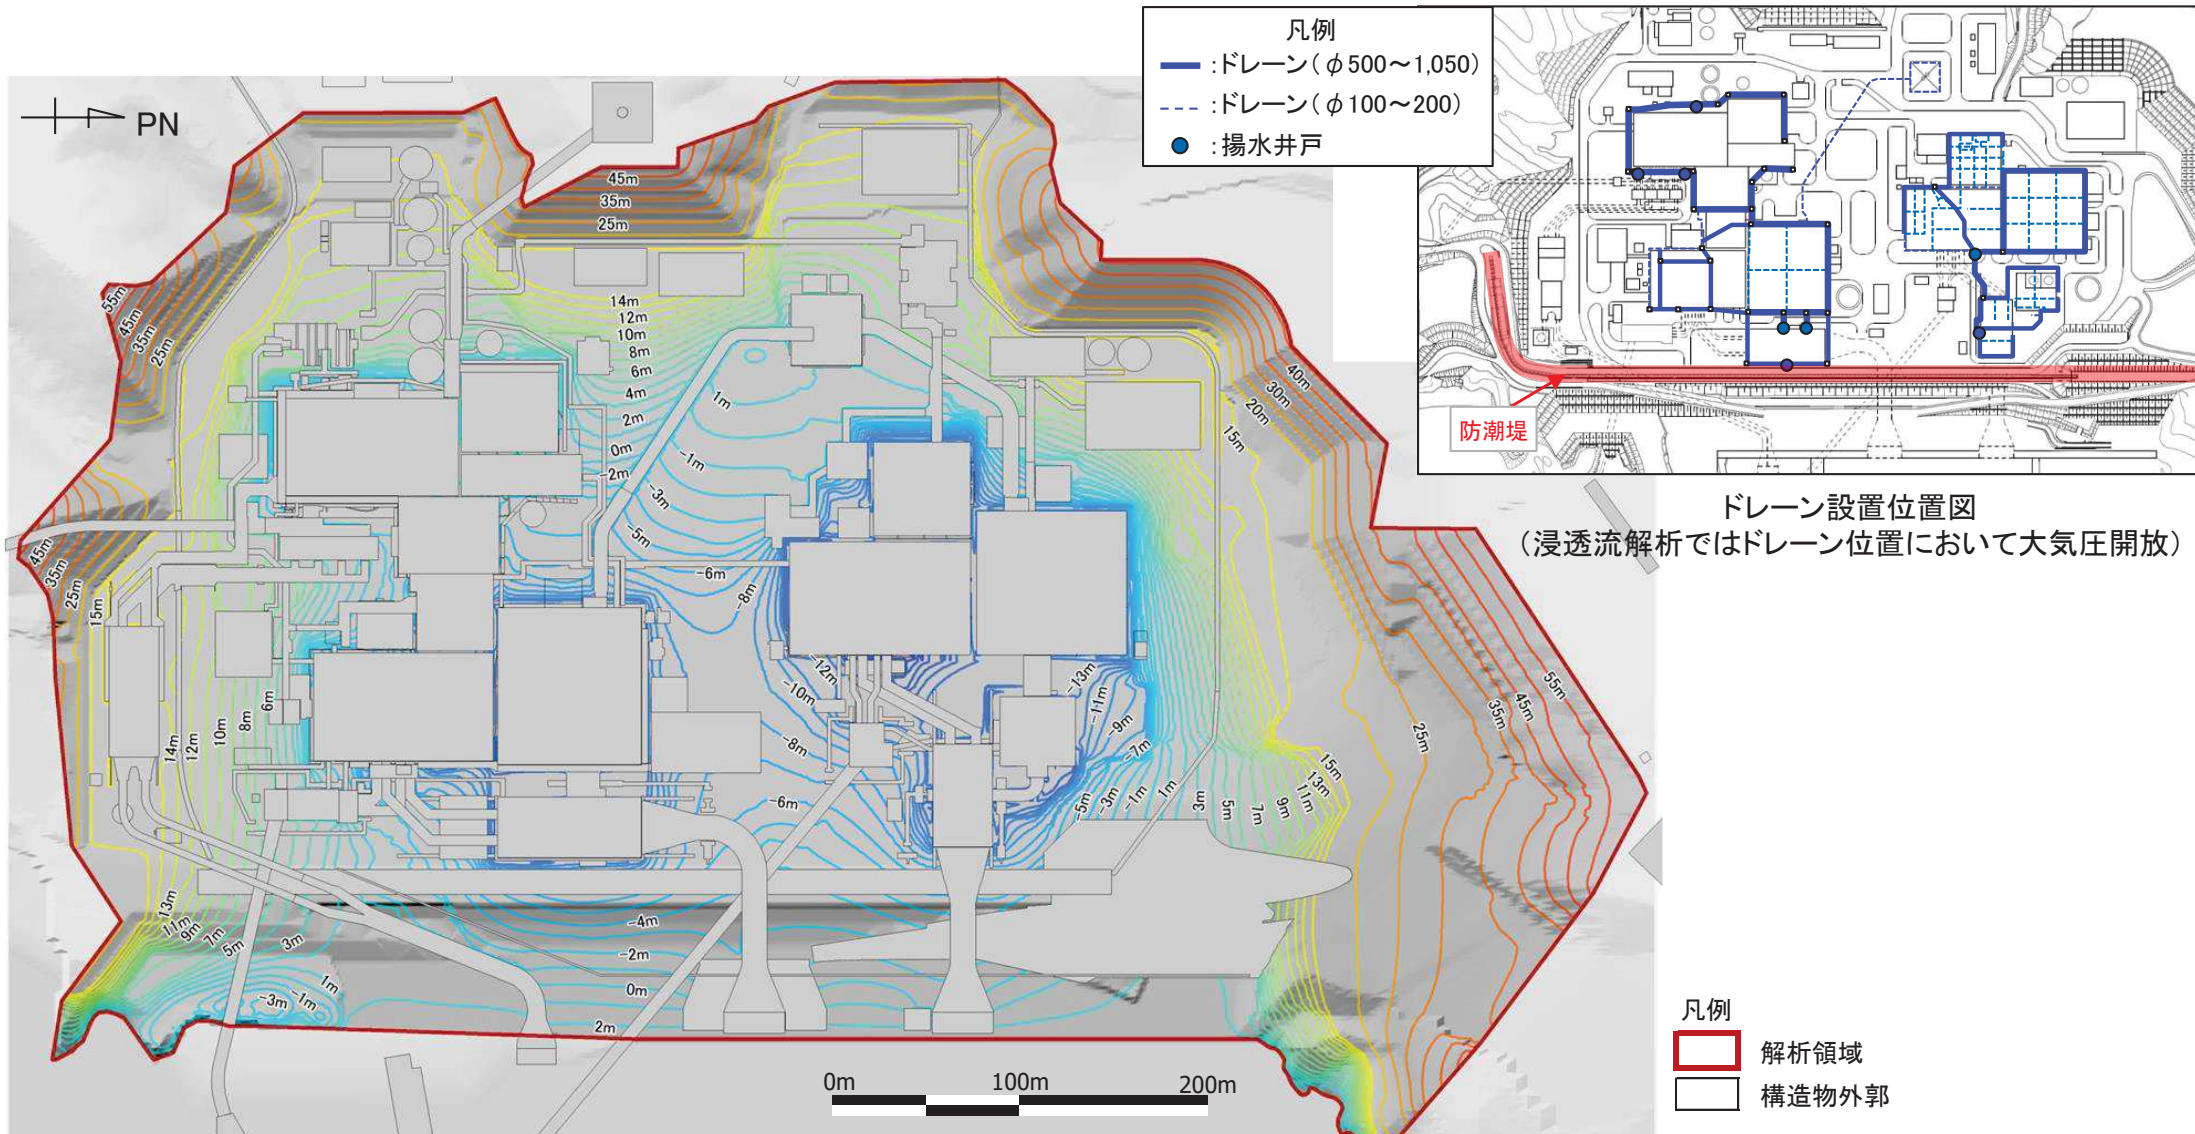 凡例
:ドレーン(φ500～1,050)
:ドレーン(φ100～200)
:揚水井戸
PN
防潮堤
ドレーン設置位置図
(浸透流解析ではドレーン位置において大気圧開放)
45m
35m
25m
14m
12m
10m
8m
6m
4m
2m
0m
-2m
1m
-1m
-3m
-5m
-6m
-8m
55m
45m
35m
25m
45m
35m
25m
15m
40m
30m
20m
15m
-12m
-10m
-8m
-6m
-13m
-11m
-9m
-7m
-5m
-3m
-1m
1m
3m
5m
7m
9m
11m
13m
15m
25m
35m
45m
55m
14m
12m
10m
8m
6m
13m
11m
9m
7m
5m
3m
1m
-1m
-3m
-4m
-2m
0m
2m
0m
100m
200m
凡例
解析領域
構造物外郭